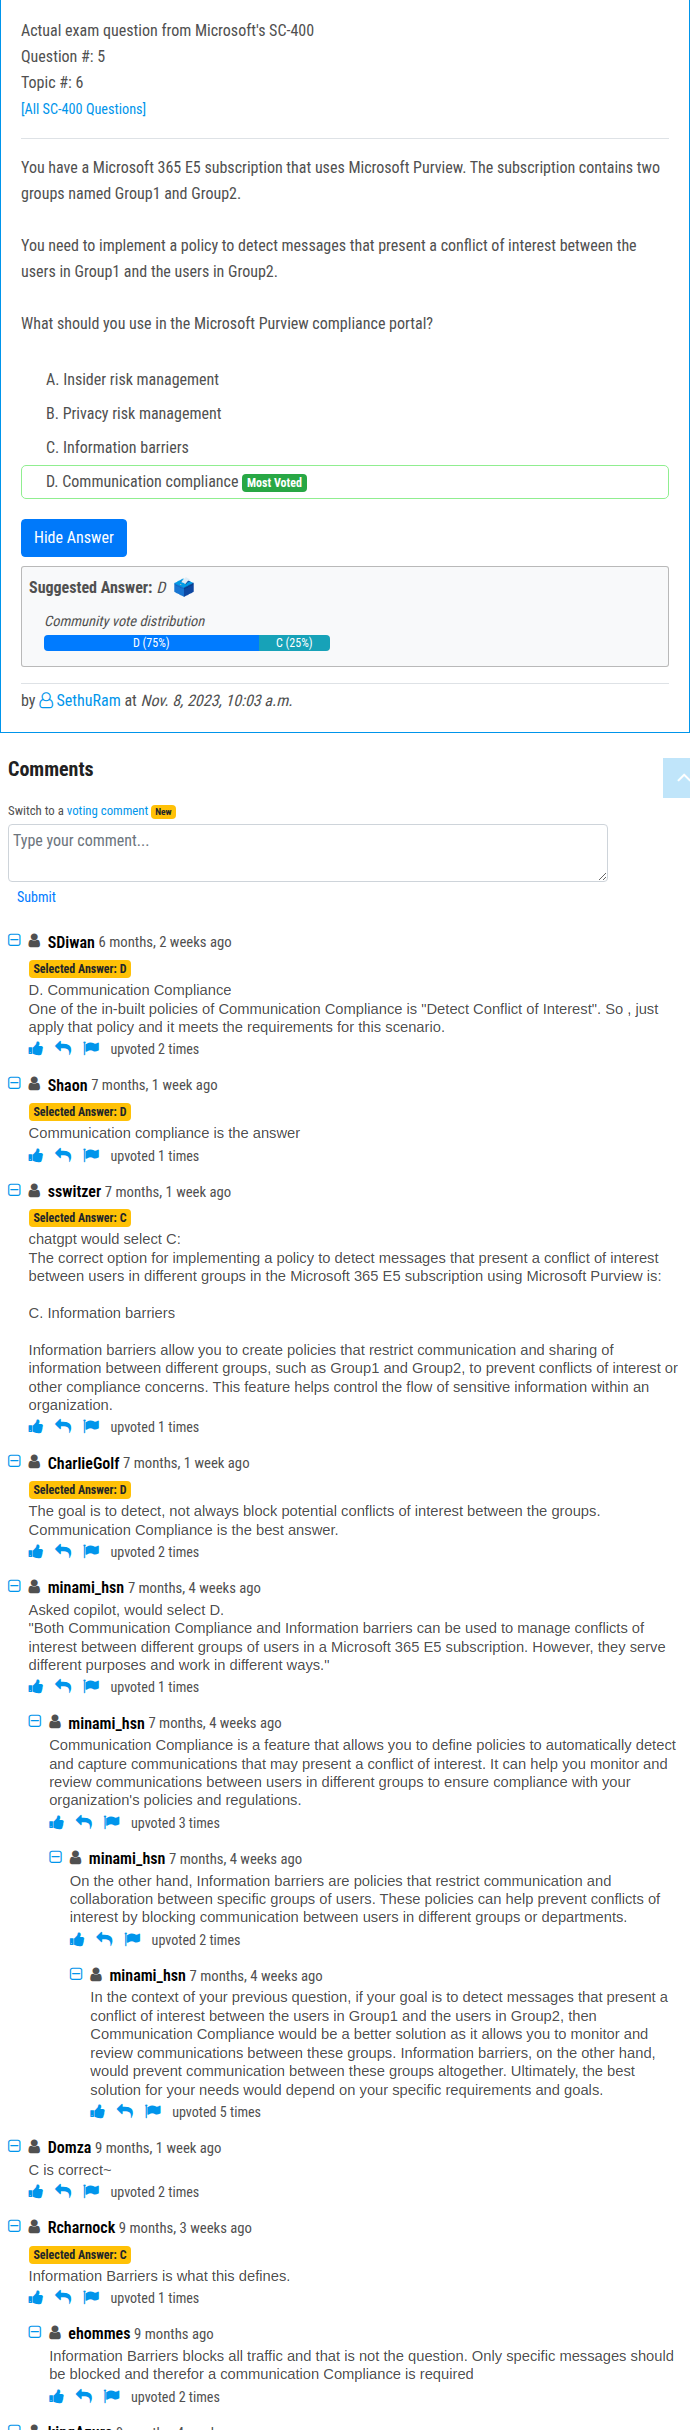 Actual exam question from Microsoft's SC-400
Question #: 5
Topic #: 6
[All SC-400 Questions]
You have a Microsoft 365 E5 subscription that uses Microsoft Purview. The subscription contains two
groups named Group1 and Group2.
You need to implement a policy to detect messages that present a conflict of interest between the
users in Group1 and the users in Group2.
What should you use in the Microsoft Purview compliance portal?
A. Insider risk management
B. Privacy risk management
C. Information barriers
D. Communication compliance Most Voted
Hide Answer
Suggested Answer: D
Community vote distribution
D (75%) C (25%)
by SethuRam at Nov. 8, 2023, 10:03 a.m.
Comments
Switch to a voting comment New
Type your comment...
Submit
SDiwan 6 months, 2 weeks ago
Selected Answer: D
D. Communication Compliance
One of the in-built policies of Communication Compliance is "Detect Conflict of Interest". So , just
apply that policy and it meets the requirements for this scenario.
upvoted 2 times
Shaon 7 months, 1 week ago
Selected Answer: D
Communication compliance is the answer
upvoted 1 times
sswitzer 7 months, 1 week ago
Selected Answer: C
chatgpt would select C:
The correct option for implementing a policy to detect messages that present a conflict of interest
between users in different groups in the Microsoft 365 E5 subscription using Microsoft Purview is:
C. Information barriers
Information barriers allow you to create policies that restrict communication and sharing of
information between different groups, such as Group1 and Group2, to prevent conflicts of interest or
other compliance concerns. This feature helps control the flow of sensitive information within an
organization.
upvoted 1 times
CharlieGolf 7 months, 1 week ago
Selected Answer: D
The goal is to detect, not always block potential conflicts of interest between the groups.
Communication Compliance is the best answer.
upvoted 2 times
minami_hsn 7 months, 4 weeks ago
Asked copilot, would select D.
"Both Communication Compliance and Information barriers can be used to manage conflicts of
interest between different groups of users in a Microsoft 365 E5 subscription. However, they serve
different purposes and work in different ways."
upvoted 1 times
minami_hsn 7 months, 4 weeks ago
Communication Compliance is a feature that allows you to define policies to automatically detect
and capture communications that may present a conflict of interest. It can help you monitor and
review communications between users in different groups to ensure compliance with your
organization's policies and regulations.
upvoted 3 times
minami_hsn 7 months, 4 weeks ago
On the other hand, Information barriers are policies that restrict communication and
collaboration between specific groups of users. These policies can help prevent conflicts of
interest by blocking communication between users in different groups or departments.
upvoted 2 times
minami_hsn 7 months, 4 weeks ago
In the context of your previous question, if your goal is to detect messages that present a
conflict of interest between the users in Group1 and the users in Group2, then
Communication Compliance would be a better solution as it allows you to monitor and
review communications between these groups. Information barriers, on the other hand,
would prevent communication between these groups altogether. Ultimately, the best
solution for your needs would depend on your specific requirements and goals.
upvoted 5 times
Domza 9 months, 1 week ago
C is correct~
upvoted 2 times
Rcharnock 9 months, 3 weeks ago
Selected Answer: C
Information Barriers is what this defines.
upvoted 1 times
ehommes 9 months ago
Information Barriers blocks all traffic and that is not the question. Only specific messages should
be blocked and therefor a communication Compliance is required
upvoted 2 times